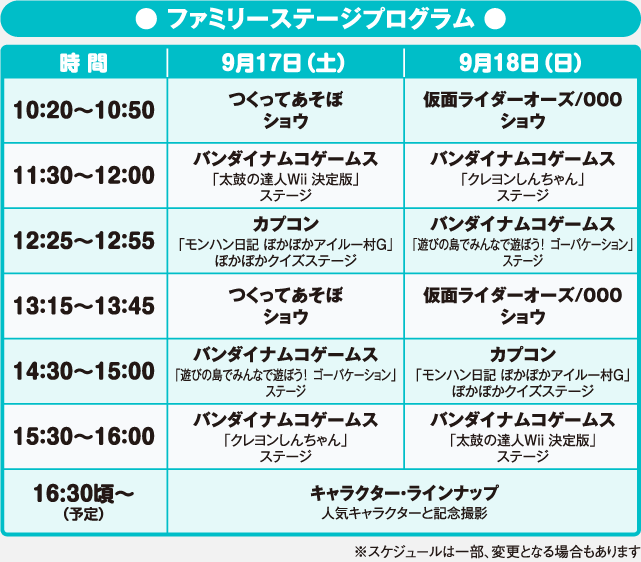 ● ファミリーステージプログラム ●
時間 9月17日(土) 9月18日(日)
10:20〜10:50
つくってあそぼ
ショウ
仮面ライダーオーズ/OOO
ショウ
11:30〜12:00
バンダイナムコゲームス
「太鼓の達人Wii 決定版」
ステージ
バンダイナムコゲームス
「クレヨンしんちゃん」
ステージ
12:25〜12:55
カプコン
「モンハン日記 ぽかぽかアイルー村G」
ぽかぽかクイズステージ
バンダイナムコゲームス
「遊びの島でみんなで遊ぼう! ゴーバケーション」
ステージ
13:15〜13:45
つくってあそぼ
ショウ
仮面ライダーオーズ/OOO
ショウ
14:30〜15:00
バンダイナムコゲームス
「遊びの島でみんなで遊ぼう! ゴーバケーション」
ステージ
カプコン
「モンハン日記 ぽかぽかアイルー村G」
ぽかぽかクイズステージ
15:30〜16:00
バンダイナムコゲームス
「クレヨンしんちゃん」
ステージ
バンダイナムコゲームス
「太鼓の達人Wii 決定版」
ステージ
16:30頃〜
(予定)
キャラクター・ラインナップ
人気キャラクターと記念撮影
※スケジュールは一部、変更となる場合もあります